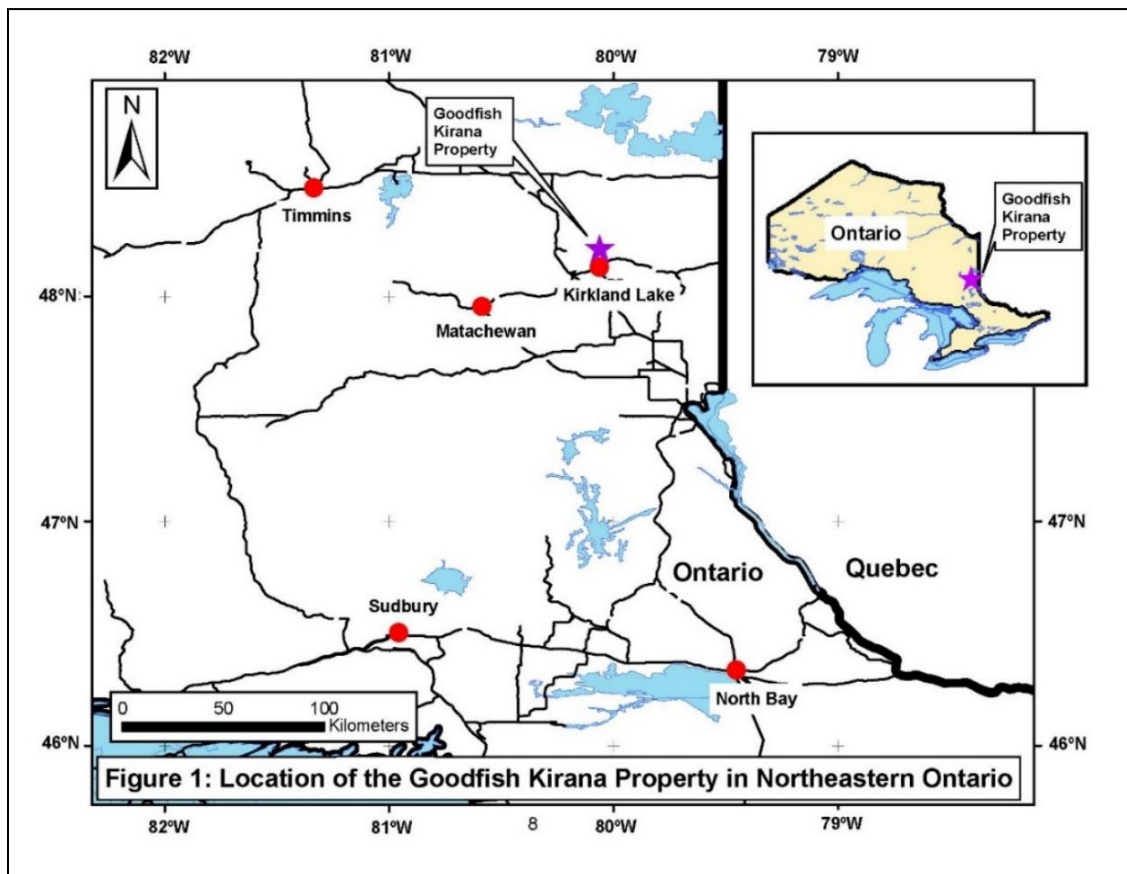 82ºW
81ºW
80ºW
79ºW
N
Goodfish
Kirana
Property
Timmins
Goodfish
Kirana
Property
Ontario
48ºN
48ºN
Kirkland Lake
Matachewan
47ºN
47ºN
Ontario
Quebec
Sudbury
North Bay
0 50 100
Kilometers
46ºN
46ºN
Figure 1: Location of the Goodfish Kirana Property in Northeastern Ontario
82ºW
81ºW
8
80ºW
79ºW